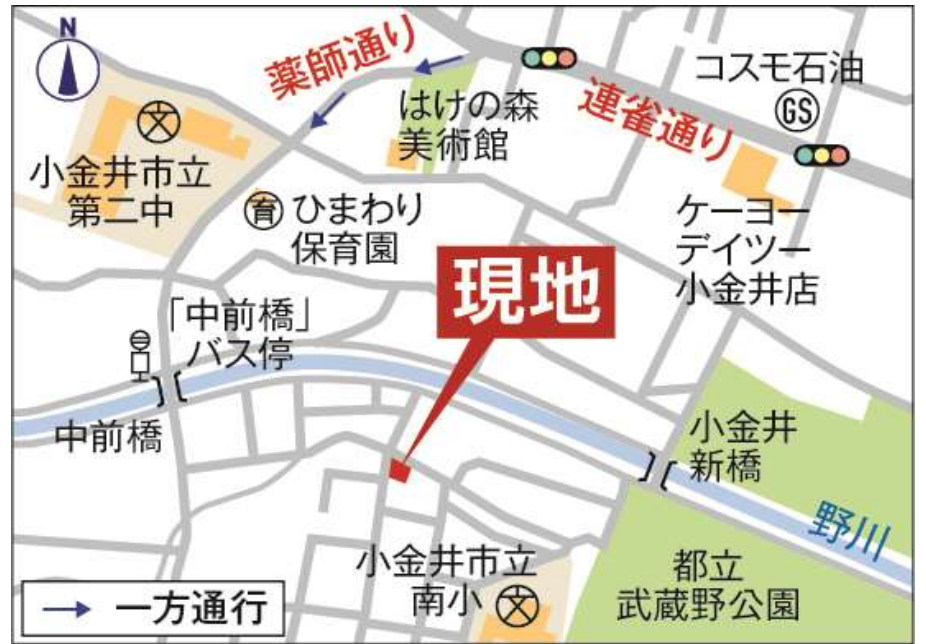 N
薬師通り
連雀通り
コスモ石油
GS
はけの森
美術館
文
小金井市立
第二中
育
ひまわり
保育園
ケーヨー
デイツー
小金井店
現地
「中前橋」
バス停
中前橋
小金井
新橋
野川
小金井市立
南小
文
都立
武蔵野公園
一方通行